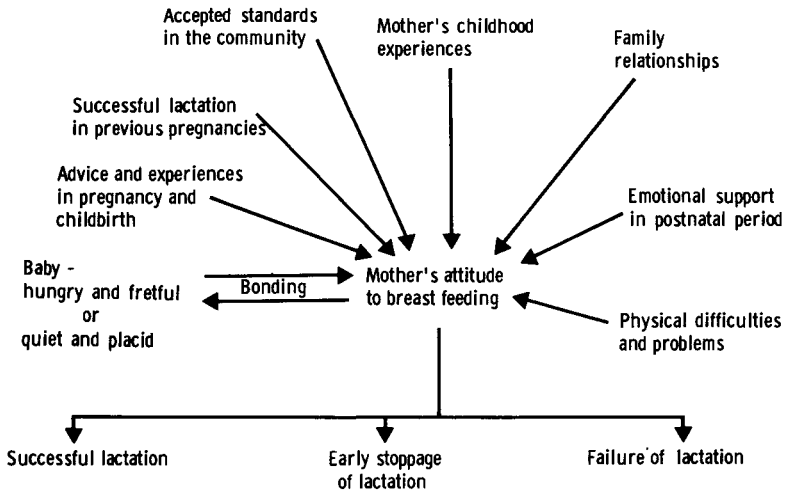 Accepted standards
in the community
Mother's childhood
experiences
Family
relationships
Successful lactation
in previous pregnancies
Advice and experiences
in pregnancy and
childbirth
Emotional support
in postnatal period
Baby -
hungry and fretful
or
quiet and placid
Bonding
Mother's attitude
to breast feeding
Physical difficulties
and problems
Successful lactation
Early stoppage
of lactation
Failure of lactation